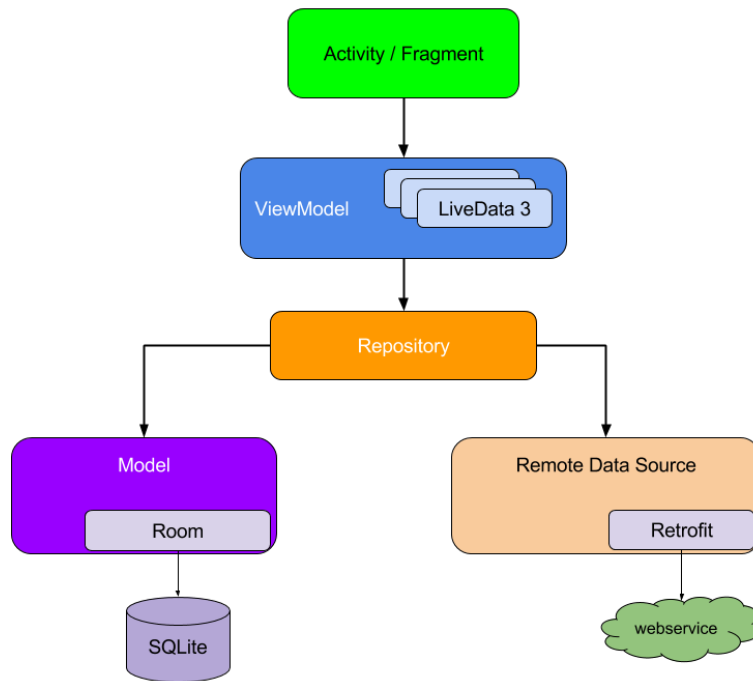 Activity / Fragment
ViewModel
LiveData 3
Repository
Model
Remote Data Source
Room
Retrofit
SQLite
webservice